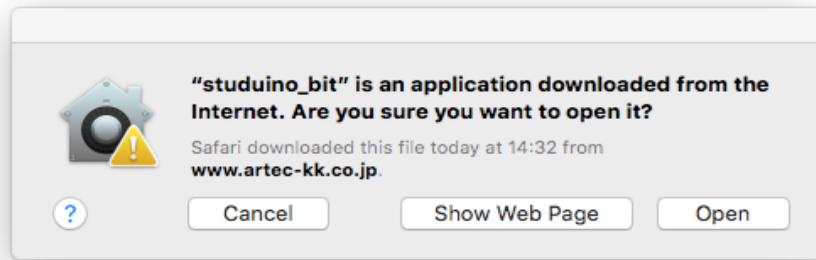 “studuino_bit” is an application downloaded from the
Internet. Are you sure you want to open it?
Safari downloaded this file today at 14:32 from
www.artec-kk.co.jp.
?
Cancel
Show Web Page
Open